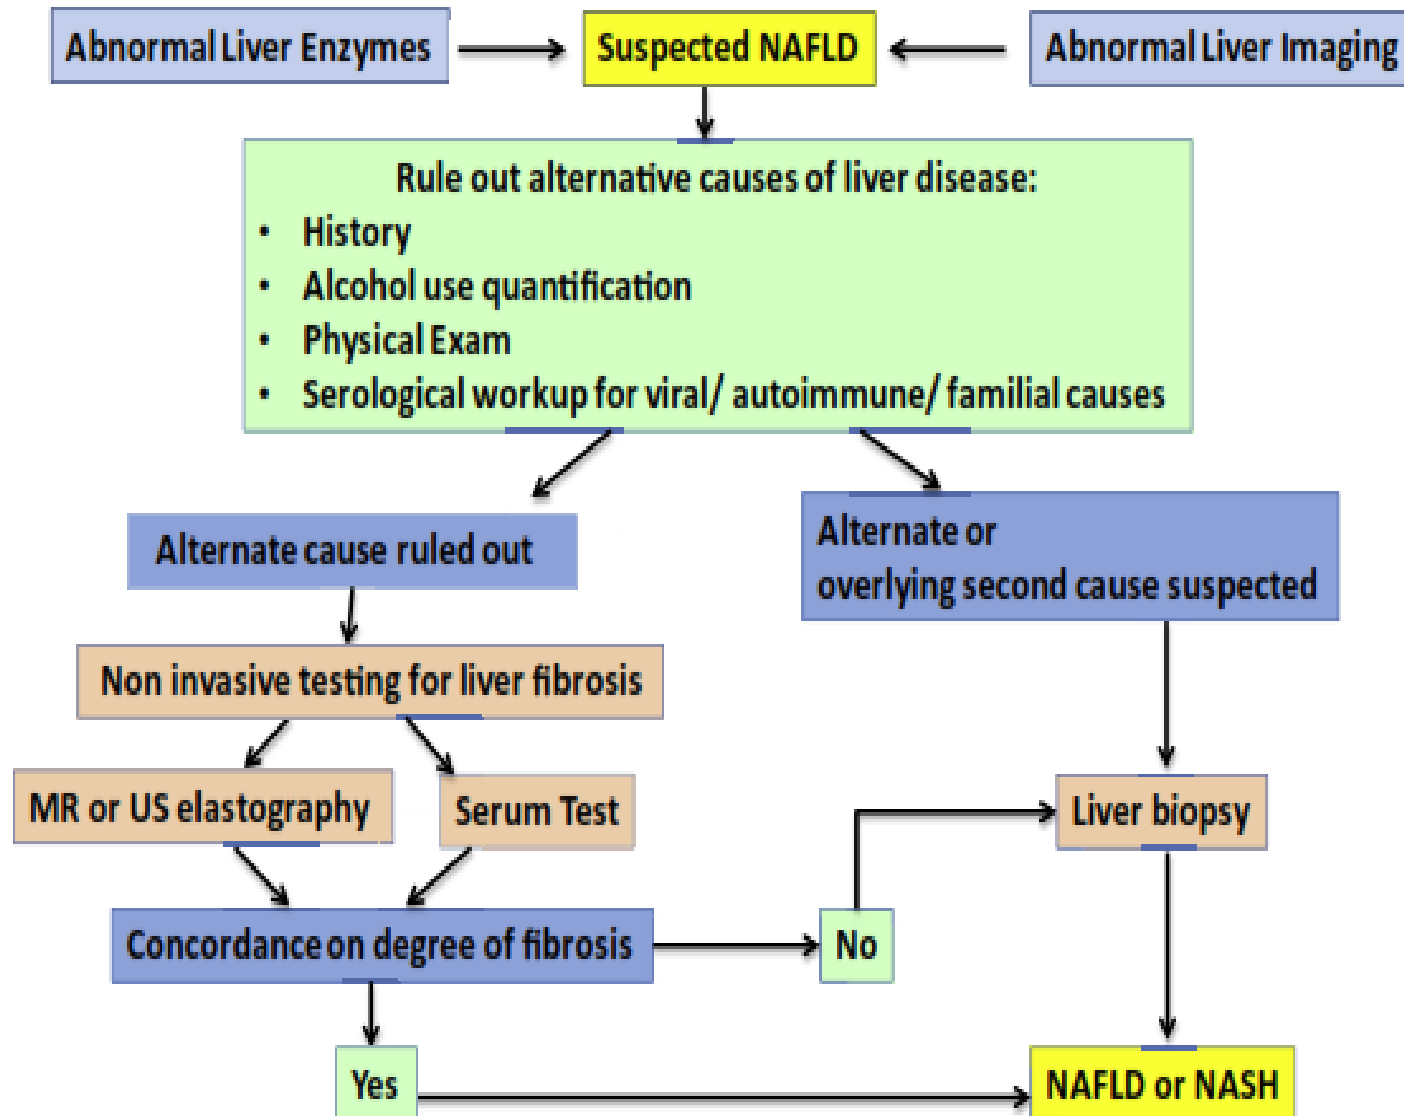 Abnormal Liver Enzymes
Suspected NAFLD
Abnormal Liver Imaging
Rule out alternative causes of liver disease:
• History
• Alcohol use quantification
• Physical Exam
• Serological workup for viral/ autoimmune/ familial causes
Alternate cause ruled out
Alternate or
overlying second cause suspected
Non invasive testing for liver fibrosis
MR or US elastography
Serum Test
Liver biopsy
Concordance on degree of fibrosis
No
Yes
NAFLD or NASH